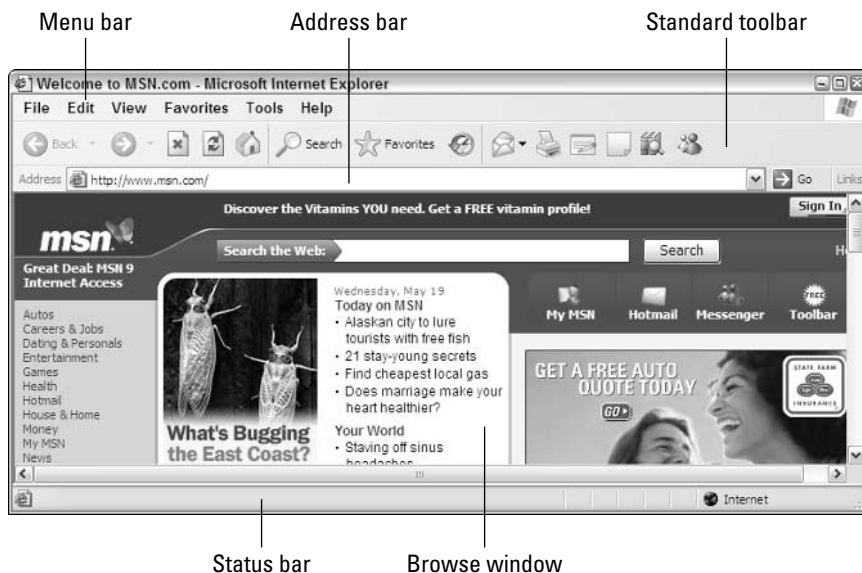 Menu bar
Address bar
Standard toolbar
Welcome to MSN.com - Microsoft Internet Explorer
File Edit View Favorites Tools Help
Back Search Favorites
Address http://www.msn.com/ Go Links
Discover the Vitamins YOU need. Get a FREE vitamin profile!
Sign In
msn
Search the Web:
Search
Great Deal: MSN 9
Internet Access
Autos
Careers & Jobs
Dating & Personals
Entertainment
Games
Health
Hotmail
House & Home
Money
My MSN
News
What's Bugging
the East Coast?
Wednesday, May 19
Today on MSN
• Alaskan city to lure
tourists with free fish
• 21 stay-young secrets
• Find cheapest local gas
• Does marriage make your
heart healthier?
Your World
• Staving off sinus
headaches
My MSN
Hotmail
Messenger
FREE
Toolbar
GET A FREE AUTO
QUOTE TODAY
GO
STATE FARM
INSURANCE
Internet
Status bar
Browse window